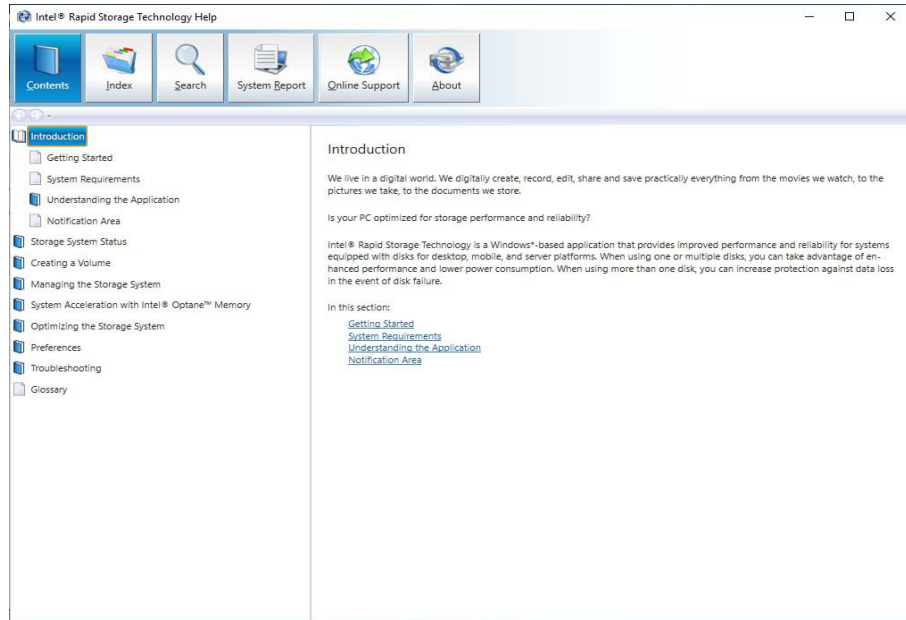 Intel® Rapid Storage Technology Help
Contents
Index
Search
System Report
Online Support
About
Introduction
Getting Started
System Requirements
Understanding the Application
Notification Area
Storage System Status
Creating a Volume
Managing the Storage System
System Acceleration with Intel® Optane™ Memory
Optimizing the Storage System
Preferences
Troubleshooting
Glossary
Introduction
We live in a digital world. We digitally create, record, edit, share and save practically everything from the movies we watch, to the
pictures we take, to the documents we store.
Is your PC optimized for storage performance and reliability?
Intel® Rapid Storage Technology is a Windows*-based application that provides improved performance and reliability for systems
equipped with disks for desktop, mobile, and server platforms. When using one or multiple disks, you can take advantage of en-
hanced performance and lower power consumption. When using more than one disk, you can increase protection against data loss
in the event of disk failure.
In this section:
Getting Started
System Requirements
Understanding the Application
Notification Area